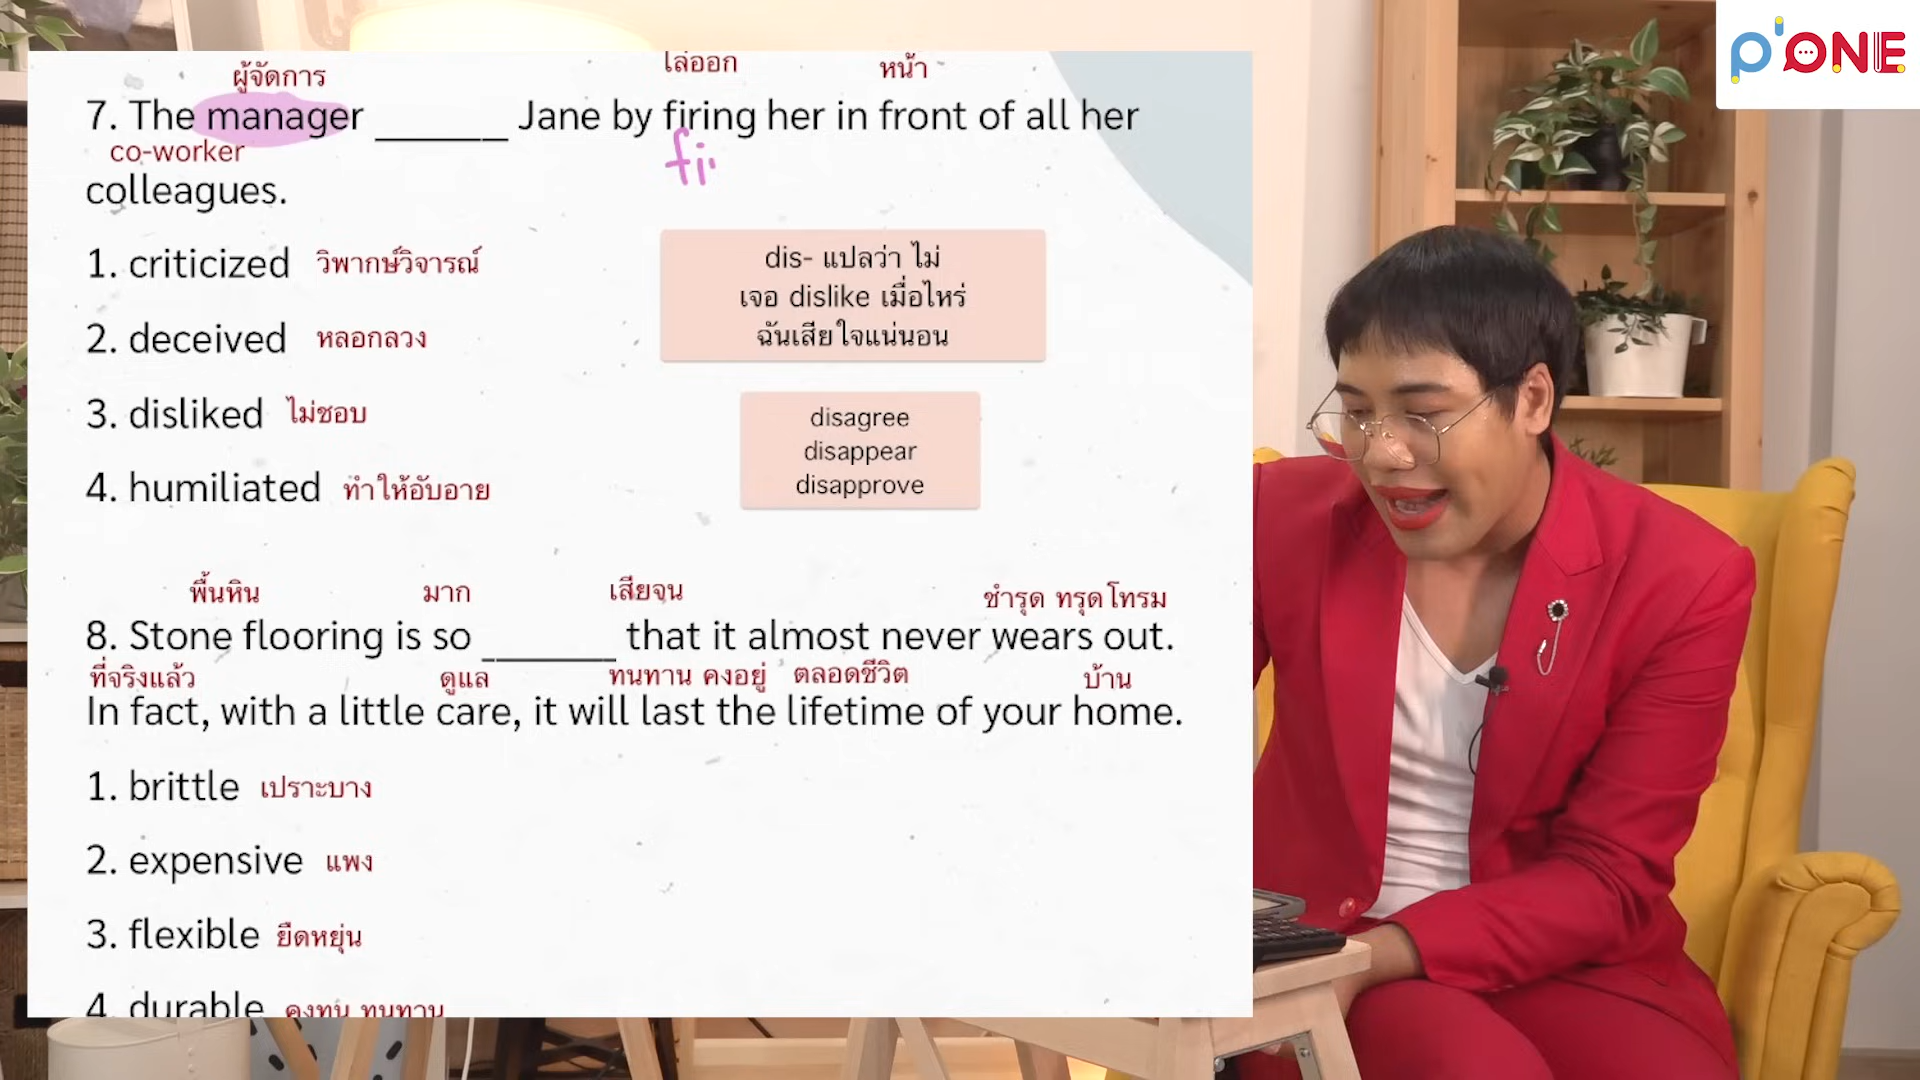 P'ONE
ไล่ออก
หน้า
ผู้จัดการ
7. The manager ______ Jane by firing her in front of all her
co-worker
fi
colleagues.
1. criticized วิพากษ์วิจารณ์
2. deceived หลอกลวง
3. disliked ไม่ชอบ
4. humiliated ทำให้อับอาย
dis- แปลว่า ไม่
เจอ dislike เมื่อไหร่
ฉันเสียใจแน่นอน
disagree
disappear
disapprove
พื้นหิน มาก เสียจน ชำรุด ทรุดโทรม
8. Stone flooring is so ______ that it almost never wears out.
ที่จริงแล้ว ดูแล ทนทาน คงอยู่ ตลอดชีวิต บ้าน
In fact, with a little care, it will last the lifetime of your home.
1. brittle เปราะบาง
2. expensive แพง
3. flexible ยืดหยุ่น
4. durable คงทน ทนทาน